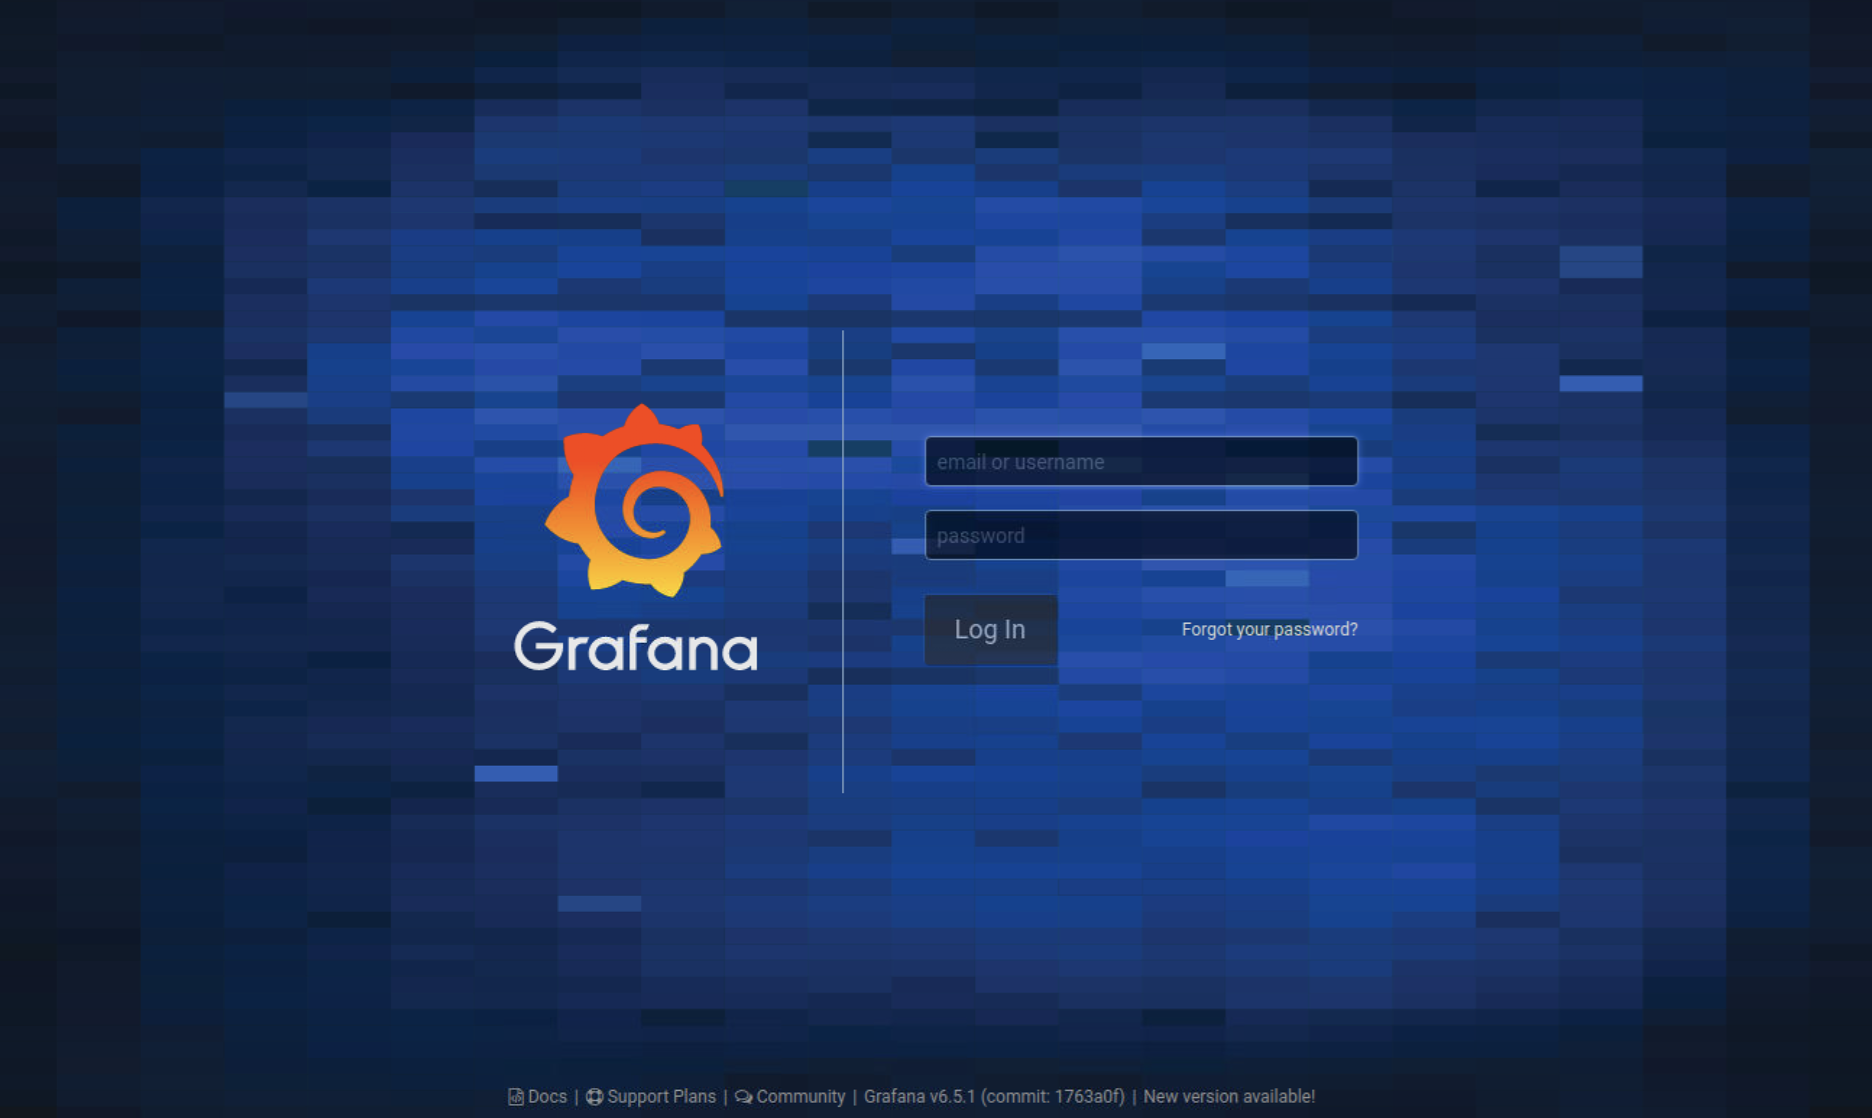 Grafana
email or username
password
Log In
Forgot your password?
Docs | Support Plans | Community | Grafana v6.5.1 (commit: 1763a0f) | New version available!